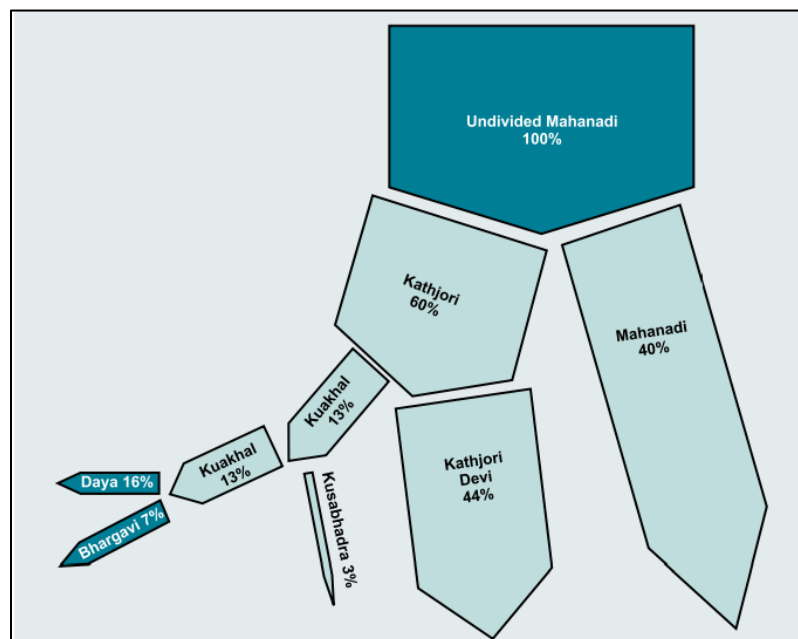 Undivided Mahanadi
100%
Kathjori
60%
Mahanadi
40%
Kuakhal
13%
Kuakhal
13%
Kathjori
Devi
44%
Daya 16%
Bhargavi 7%
Kusabhadra 3%